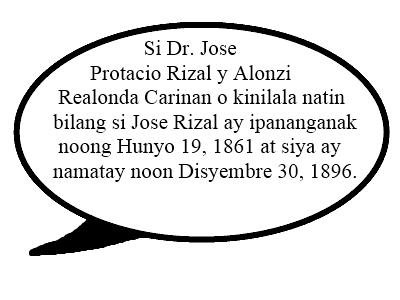 Si Dr. Jose
Protacio Rizal y Alonzi
Realonda Carinan o kinilala natin
bilang si Jose Rizal ay ipananganak
noong Hunyo 19, 1861 at siya ay
namatay noon Disyembre 30, 1896.